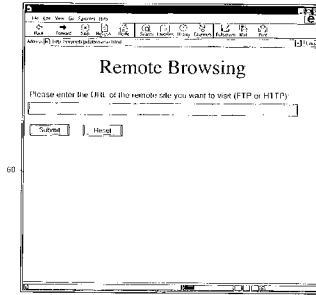 File Edit View Go Favorites Help
Back Forward Stop Refresh Home Search Favorites History Channels Fullscreen Mail Print
Address
Remote Browsing
Please enter the URL of the remote site you want to visit (FTP or HTTP):
Submit Reset
60